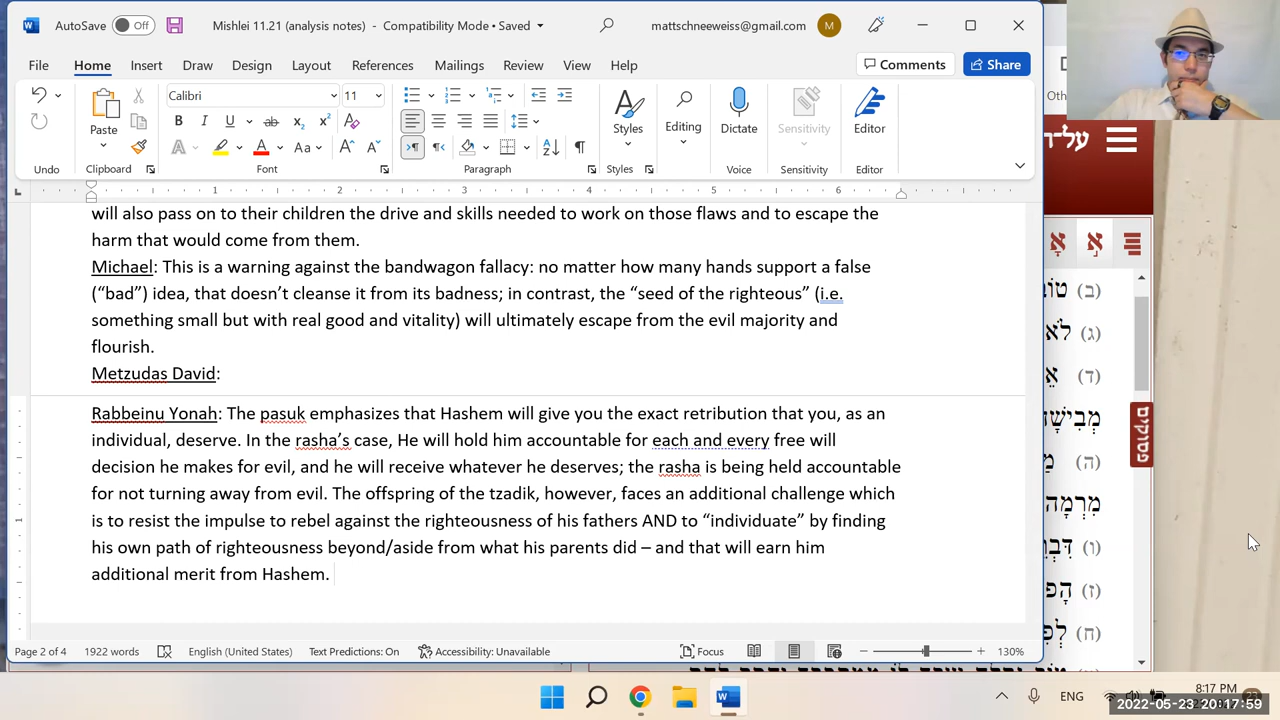 AutoSave Off Mishlei 11.21 (analysis notes) - Compatibility Mode • Saved mattschneeweiss@gmail.com M
File Home Insert Draw Design Layout References Mailings Review View Help Comments Share
Calibri 11
Paste Styles Editing Dictate Sensitivity Editor
Undo Clipboard Font Paragraph Styles Voice Sensitivity Editor
1 2 3 4 5 6
will also pass on to their children the drive and skills needed to work on those flaws and to escape the
harm that would come from them.
Michael: This is a warning against the bandwagon fallacy: no matter how many hands support a false
(“bad”) idea, that doesn’t cleanse it from its badness; in contrast, the “seed of the righteous” (i.e.
something small but with real good and vitality) will ultimately escape from the evil majority and
flourish.
Metzudas David:
Rabbeinu Yonah: The pasuk emphasizes that Hashem will give you the exact retribution that you, as an
individual, deserve. In the rasha’s case, He will hold him accountable for each and every free will
decision he makes for evil, and he will receive whatever he deserves; the rasha is being held accountable
for not turning away from evil. The offspring of the tzadik, however, faces an additional challenge which
is to resist the impulse to rebel against the righteousness of his fathers AND to “individuate” by finding
his own path of righteousness beyond/aside from what his parents did – and that will earn him
additional merit from Hashem.
Page 2 of 4 1922 words English (United States) Text Predictions: On Accessibility: Unavailable Focus 130%
על־ד
(ב) טוֹ
(ג) לֹא
(ד)
מְבִישָׁ
(ה)
מִרְמָה
(ו) דִּבְ
(ז) הָפ
(ח) לְפִ
פסוקים
ENG 8:17 PM
2022-05-23 20:17:59